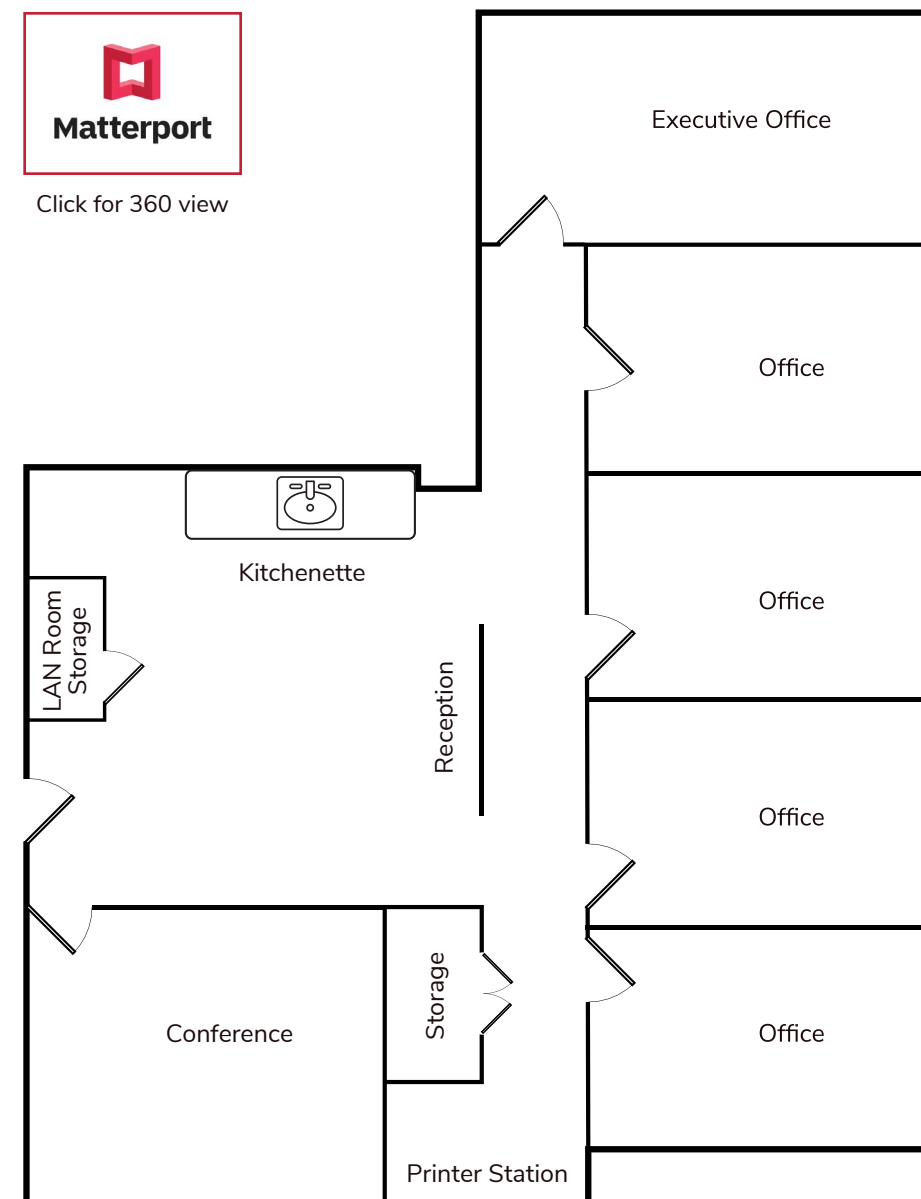 Matterport
Click for 360 view
Executive Office
Office
Kitchenette
Office
LAN Room
Storage
Reception
Office
Storage
Conference
Office
Printer Station